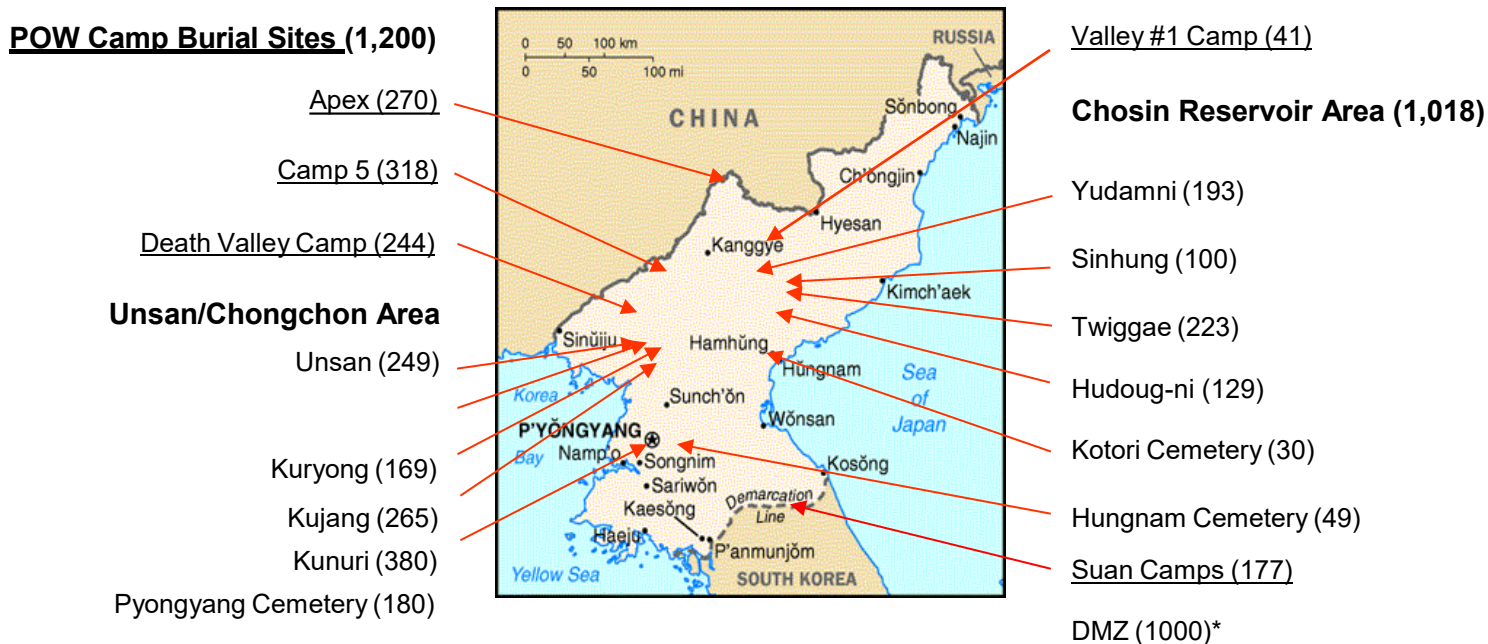 POW Camp Burial Sites (1,200)
Apex (270)
Camp 5 (318)
Death Valley Camp (244)
Unsan/Chongchon Area
Unsan (249)
Kuryong (169)
Kujang (265)
Kunuri (380)
Pyongyang Cemetery (180)
0 50 100 km
0 50 100 mi
RUSSIA
CHINA
Sŏnbong
Najin
Ch'ŏngjin
Hyesan
Kanggye
Kimch'aek
Sinŭiju
Hamhŭng
Hŭngnam
Korea
Bay
Sea
of
Japan
Sunch'ŏn
Wŏnsan
P'YŎNGYANG
Namp'o
Songnim
Kosŏng
Sariwŏn
Demarcation
Line
Kaesŏng
Haeju
P'anmunjŏm
Yellow Sea
SOUTH KOREA
Valley #1 Camp (41)
Chosin Reservoir Area (1,018)
Yudamni (193)
Sinhung (100)
Twiggae (223)
Hudoug-ni (129)
Kotori Cemetery (30)
Hungnam Cemetery (49)
Suan Camps (177)
DMZ (1000)*